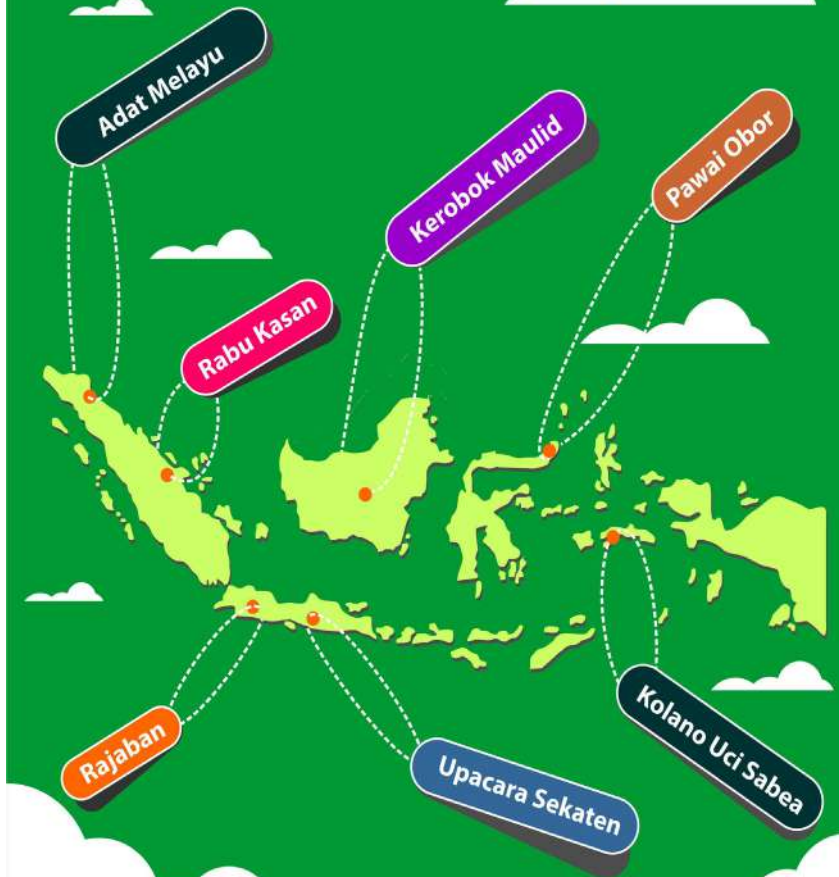 Adat Melayu
Kerobok Maulid
Pawai Obor
Rabu Kasan
Rajaban
Upacara Sekaten
Kolano Uci Sabea